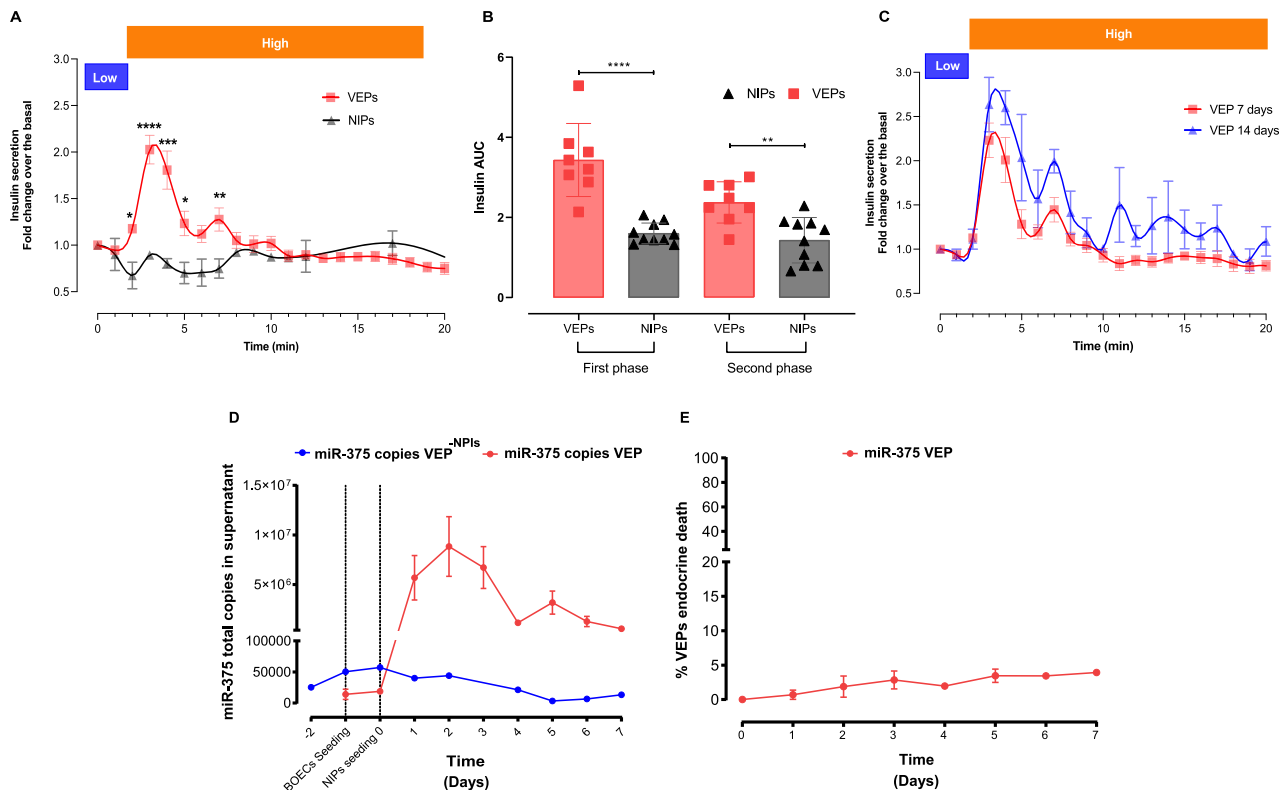 A
High
Low
3.0
2.5
2.0
1.5
1.0
0.5
Insulin secretion
Fold change over the basal
VEPs
NIPs
*
****
***
*
**
0 5 10 15 20
Time (min)
B
6
4
2
0
Insulin AUC
****
NIPs VEPs
**
VEPs NIPs VEPs NIPs
First phase Second phase
C
High
Low
3.0
2.5
2.0
1.5
1.0
0.5
Insulin secretion
Fold change over the basal
VEP 7 days
VEP 14 days
0 5 10 15 20
Time (min)
D
miR-375 copies VEP-NPIs miR-375 copies VEP
1.5×10⁷
1×10⁷
5×10⁶
100000
50000
0
miR-375 total copies in supernatant
-2 BOECs Seeding NIPs seeding 0 1 2 3 4 5 6 7
Time
(Days)
E
miR-375 VEP
100
80
60
40
20
15
10
5
0
% VEPs endocrine death
0 1 2 3 4 5 6 7
Time
(Days)